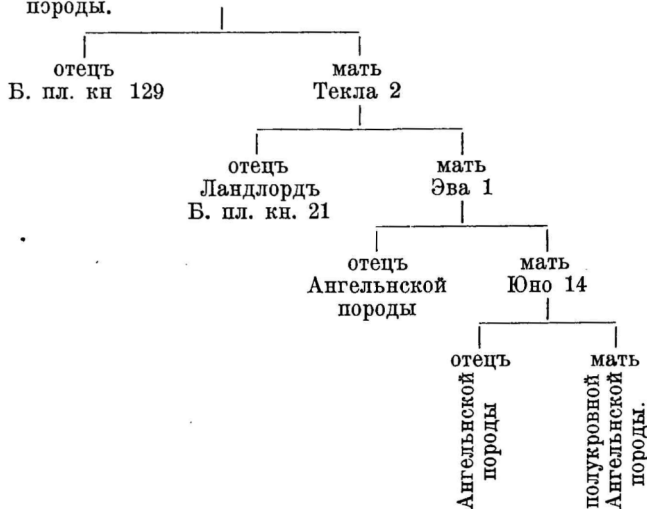 породы.
отецъ
Б. пл. кн 129
мать
Текла 2
отецъ
Ландлордъ
Б. пл. кн. 21
мать
Эва 1
отецъ
Ангельнской
породы
мать
Юно 14
отецъ
Ангельнской
породы
мать
полукровной
Ангельнской
породы.